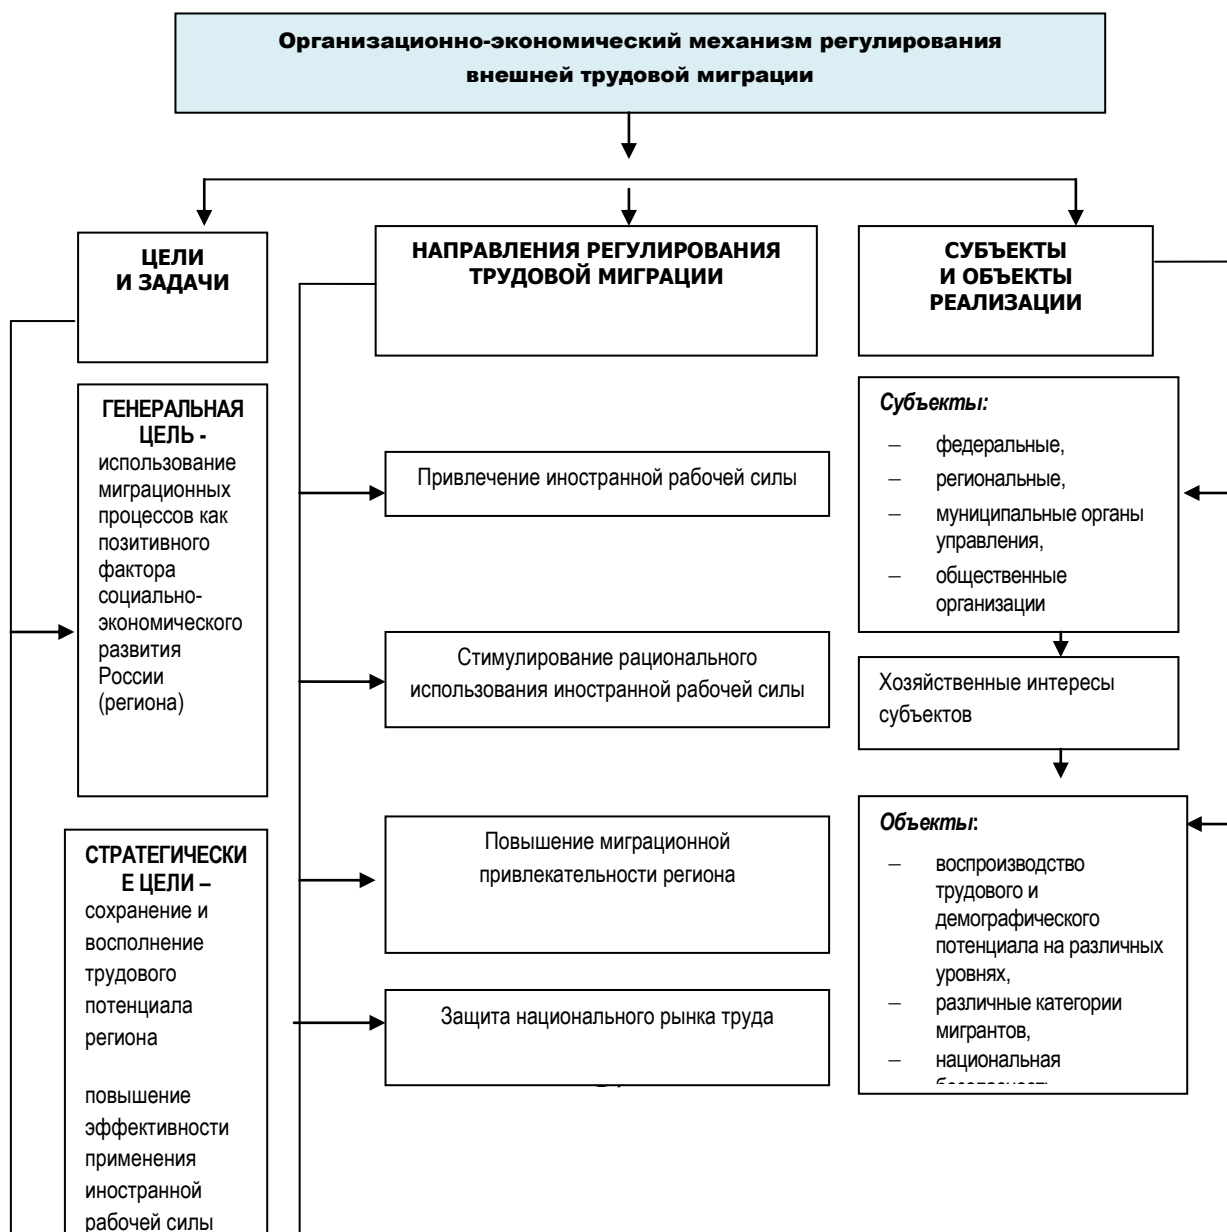 Организационно-экономический механизм регулирования
внешней трудовой миграции
ЦЕЛИ
И ЗАДАЧИ
НАПРАВЛЕНИЯ РЕГУЛИРОВАНИЯ
ТРУДОВОЙ МИГРАЦИИ
СУБЪЕКТЫ
И ОБЪЕКТЫ
РЕАЛИЗАЦИИ
ГЕНЕРАЛЬНАЯ
ЦЕЛЬ -
использование
миграционных
процессов как
позитивного
фактора
социально-
экономического
развития
России
(региона)
СТРАТЕГИЧЕСКИ
Е ЦЕЛИ –
сохранение и
восполнение
трудового
потенциала
региона
повышение
эффективности
применения
иностранной
рабочей силы
Привлечение иностранной рабочей силы
Стимулирование рационального
использования иностранной рабочей силы
Повышение миграционной
привлекательности региона
Защита национального рынка труда
Субъекты:
– федеральные,
– региональные,
– муниципальные органы
управления,
– общественные
организации
Хозяйственные интересы
субъектов
Объекты:
– воспроизводство
трудового и
демографического
потенциала на различных
уровнях,
– различные категории
мигрантов,
– национальная